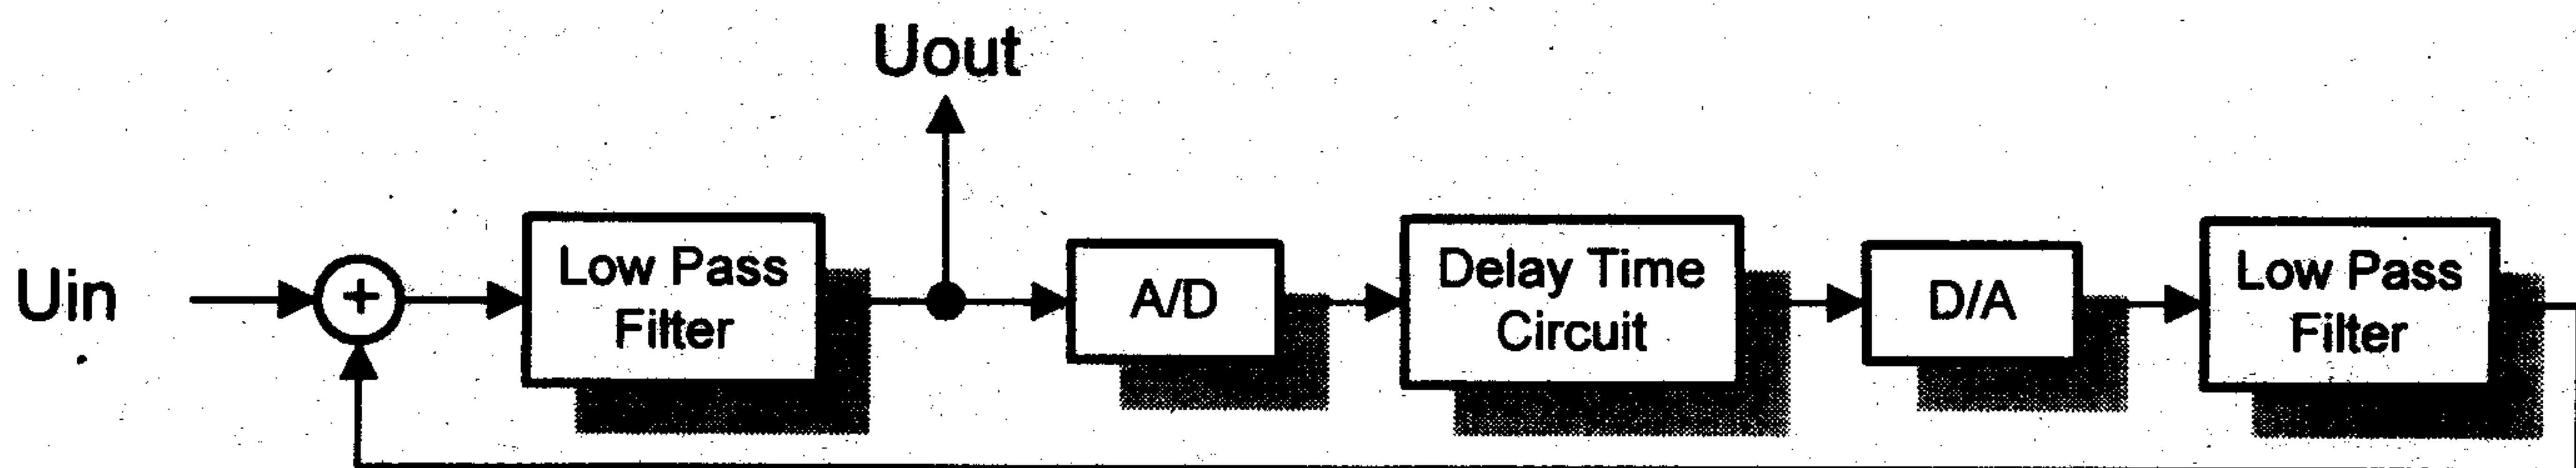 Uout
Uin
+
Low Pass
Filter
A/D
Delay Time
Circuit
D/A
Low Pass
Filter